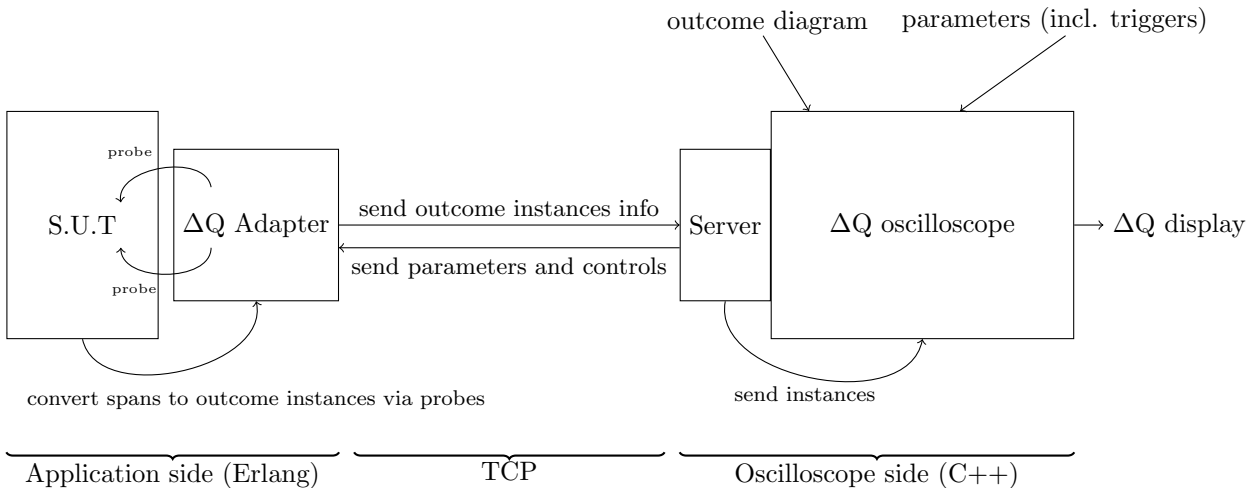 outcome diagram
parameters (incl. triggers)
probe
S.U.T
ΔQ Adapter
send outcome instances info
Server
ΔQ oscilloscope
ΔQ display
send parameters and controls
probe
convert spans to outcome instances via probes
send instances
Application side (Erlang)
TCP
Oscilloscope side (C++)